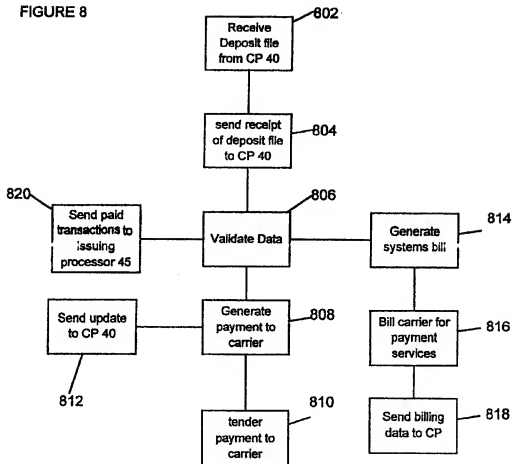 FIGURE 8
802
Receive
Deposit file
from CP 40
804
send receipt
of deposit file
to CP 40
806
Validate Data
820
Send paid
transactions to
issuing
processor 45
814
Generate
systems bill
808
Generate
payment to
carrier
Send update
to CP 40
812
816
Bill carrier for
payment
services
810
tender
payment to
carrier
818
Send billing
data to CP